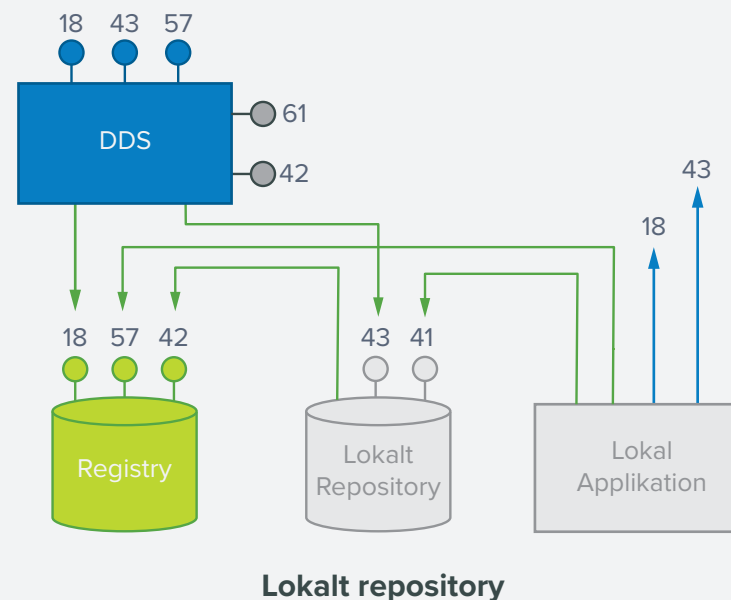 18 43 57
DDS
61
42
43
18
18 57 42
43 41
Registry
Lokalt
Repository
Lokal
Applikation
Lokalt repository